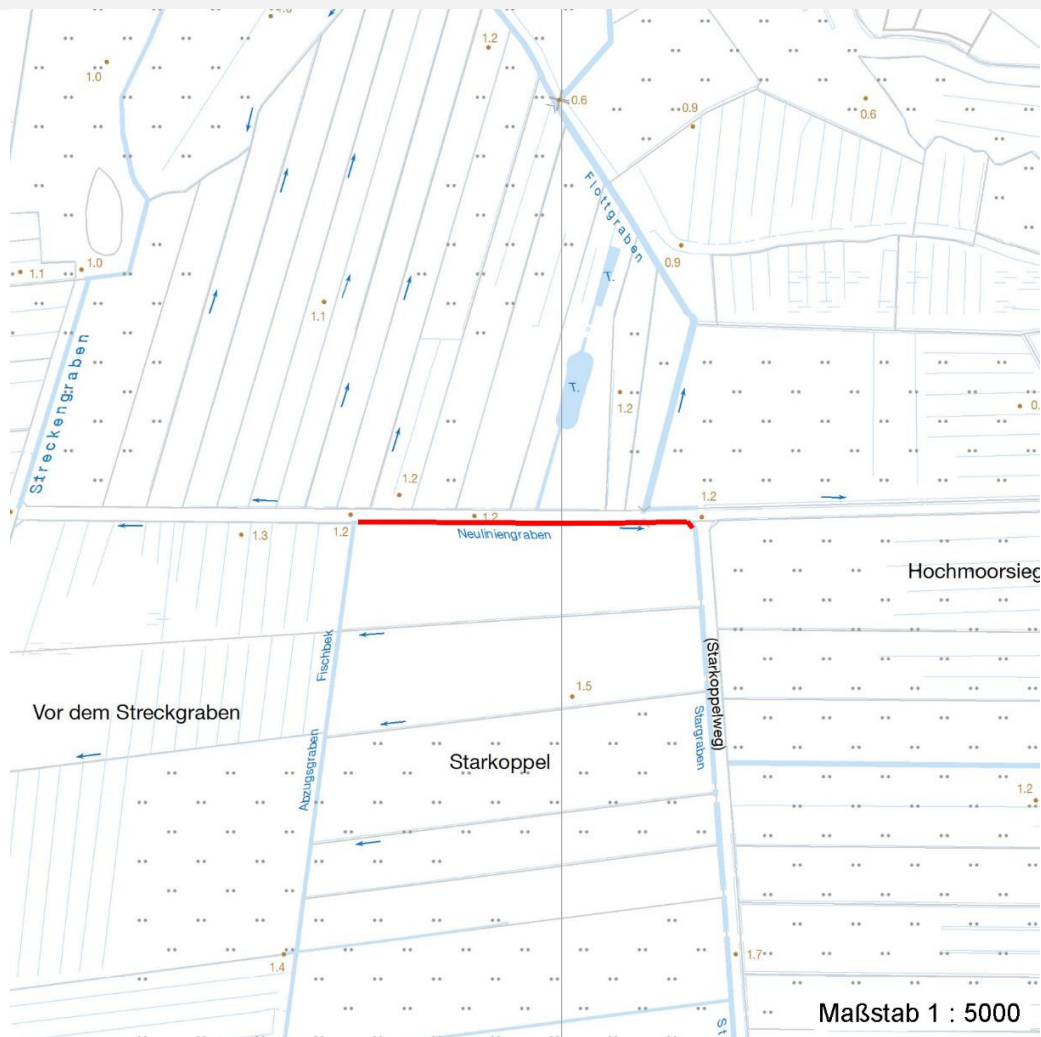 1.0
1.2
0.6
0.9
0.6
Flottgraben
1.1
1.0
0.9
T.
1.1
Streckengraben
T.
1.2
1.2
1.2
1.2
1.2
1.3
Neuliniengraben
Hochmoorsieg
Fischbek
(Starkoppelweg)
1.5
Vor dem Streckgraben
Stargraben
Abzugsgraben
Starkoppel
1.2
1.4
1.7
Maßstab 1 : 5000
St